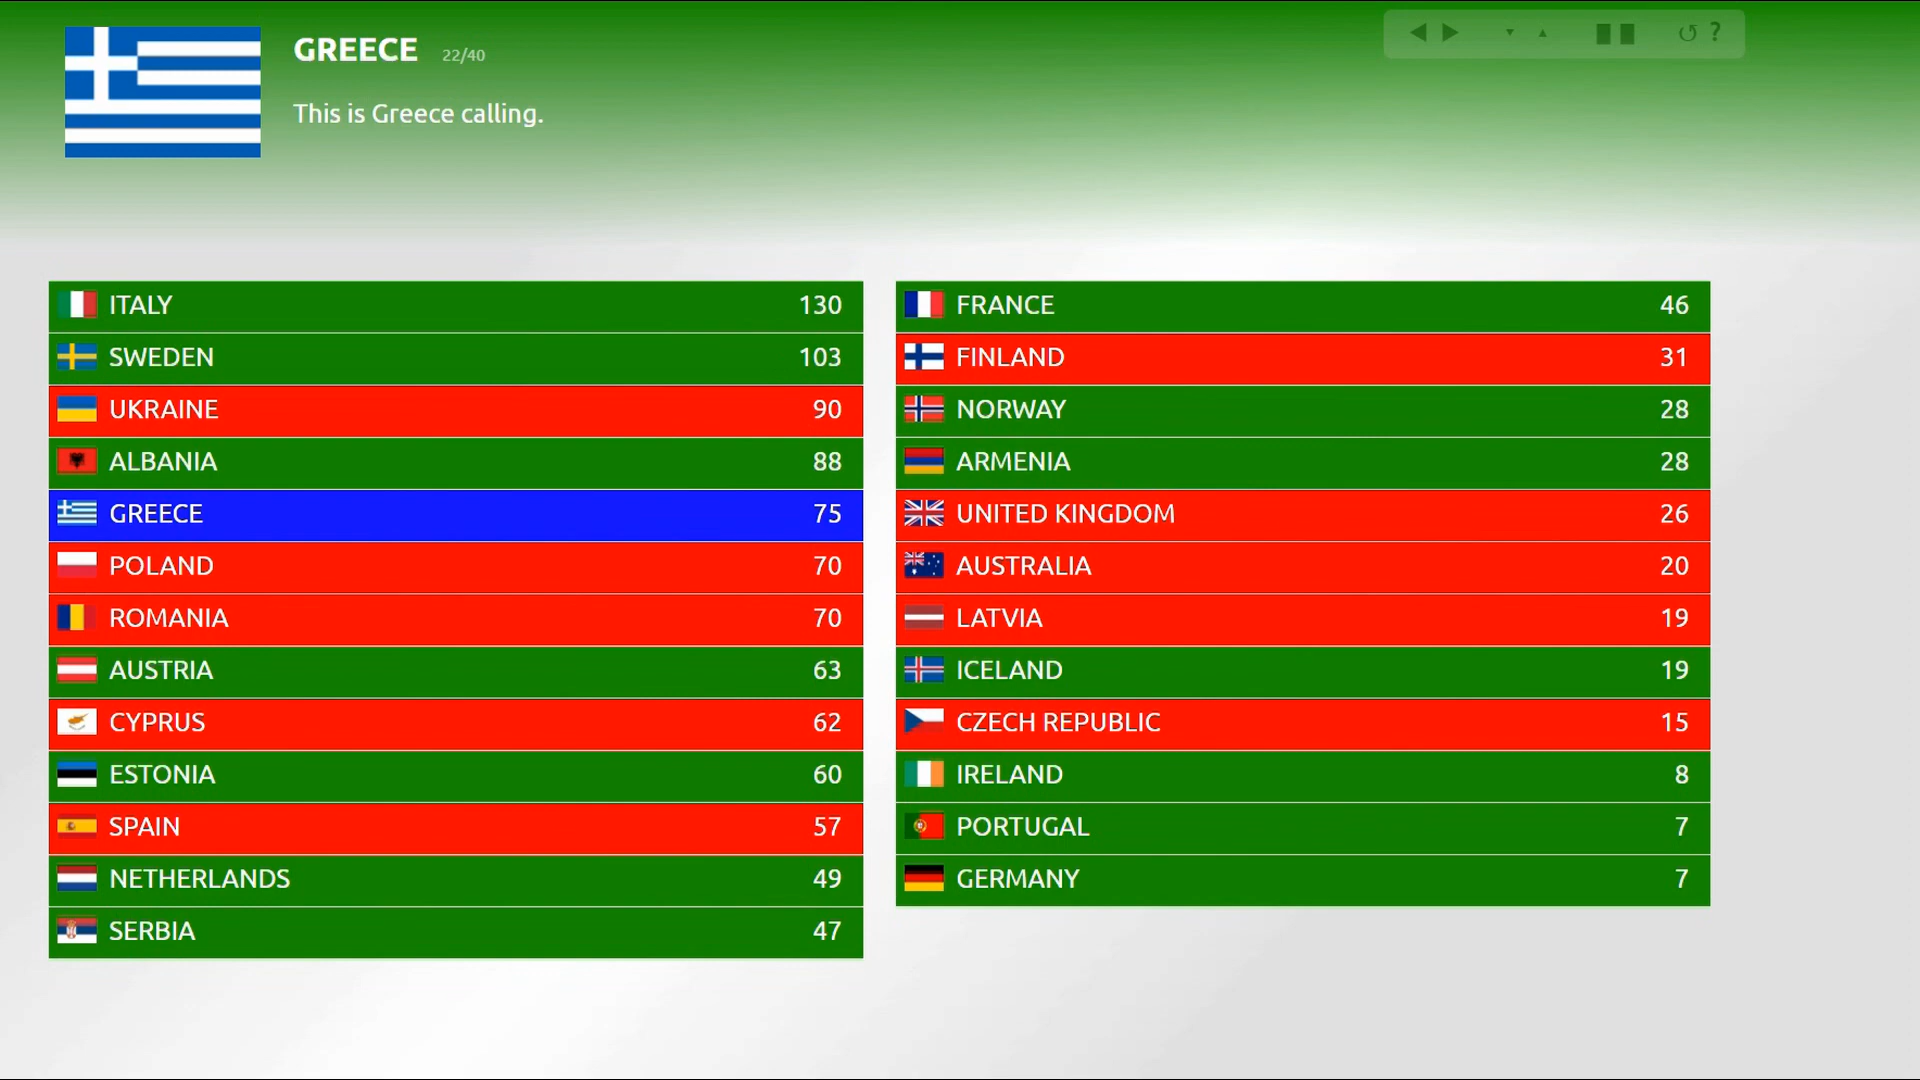 GREECE 22/40
This is Greece calling.
?
ITALY 130
SWEDEN 103
UKRAINE 90
ALBANIA 88
GREECE 75
POLAND 70
ROMANIA 70
AUSTRIA 63
CYPRUS 62
ESTONIA 60
SPAIN 57
NETHERLANDS 49
SERBIA 47
FRANCE 46
FINLAND 31
NORWAY 28
ARMENIA 28
UNITED KINGDOM 26
AUSTRALIA 20
LATVIA 19
ICELAND 19
CZECH REPUBLIC 15
IRELAND 8
PORTUGAL 7
GERMANY 7